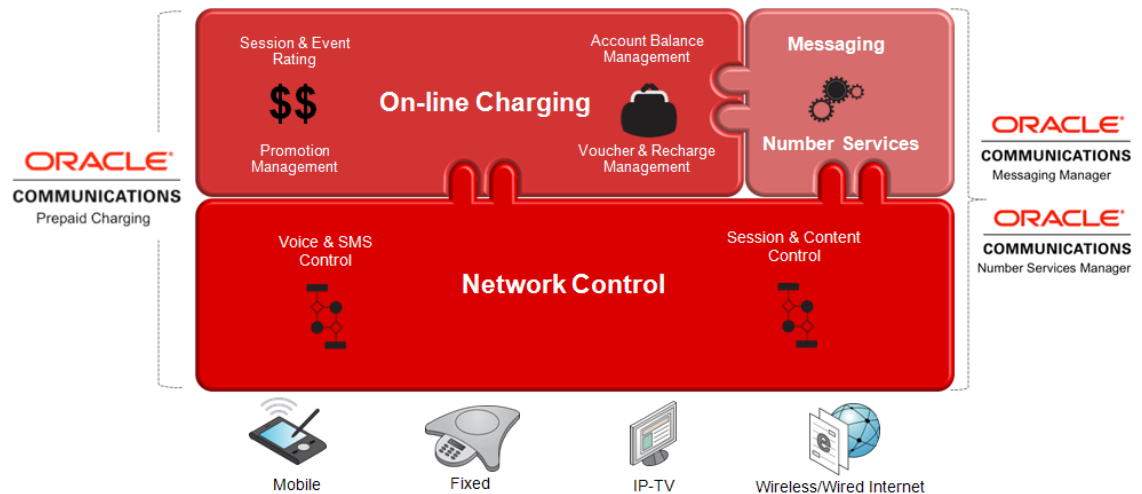 Session & Event
Rating
$$
Promotion
Management
On-line Charging
Account Balance
Management
Voucher & Recharge
Management
Messaging
Number Services
ORACLE®
COMMUNICATIONS
Prepaid Charging
ORACLE®
COMMUNICATIONS
Messaging Manager
ORACLE®
COMMUNICATIONS
Number Services Manager
Voice & SMS
Control
Network Control
Session & Content
Control
e
Mobile
Fixed
IP-TV
Wireless/Wired Internet